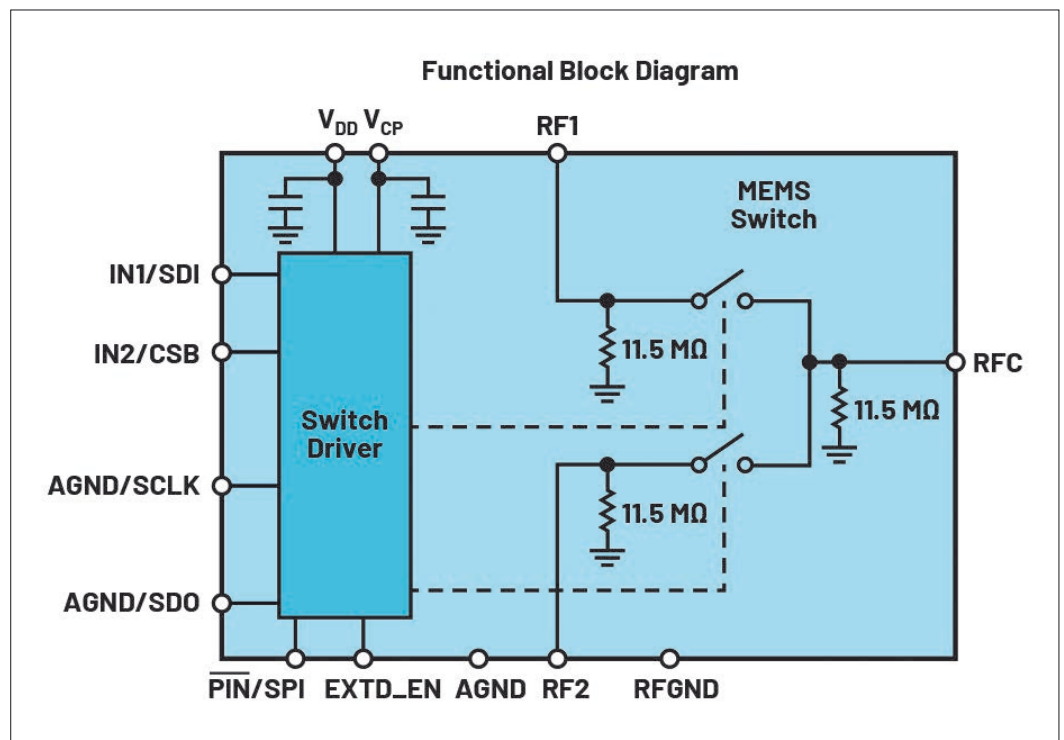 Functional Block Diagram
VDD VCP
RF1
MEMS
Switch
IN1/SDI
IN2/CSB
11.5 MΩ
RFC
11.5 MΩ
Switch
Driver
AGND/SCLK
11.5 MΩ
AGND/SDO
PIN/SPI EXTD_EN AGND RF2 RFGND